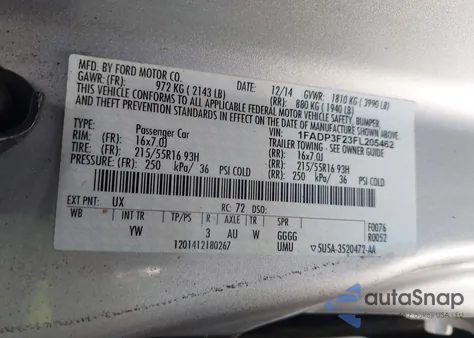 MFD. BY FORD MOTOR CO.
DATE: 12/14 GVWR: 1810 KG (3990 LB)
GAWR: (FR): 972 KG (2143 LB) (RR): 880 KG (1940 LB)
THIS VEHICLE CONFORMS TO ALL APPLICABLE FEDERAL MOTOR VEHICLE SAFETY, BUMPER,
AND THEFT PREVENTION STANDARDS IN EFFECT ON THE DATE OF MANUFACTURE SHOWN ABOVE.
Passenger Car VIN: 1FADP3F23FL205462
TRAILER TOWING - SEE OWNER GUIDE
RIM: (FR): 16x7.0J (RR): 16x7.0J
TIRE: 215/55R16 93H 215/55R16 93H
PRESSURE: (FR): 250 kPa/ 36 PSI COLD (RR): 250 kPa/ 36 PSI COLD
EXT PNT: UX RC: 72 DSO: F0076
WB INT TR TP/PS R AXLE TR SPR R0052
YW 3 AU W GGGG
1201412180267 UMU 5USA-3520472-AA
autaSnap